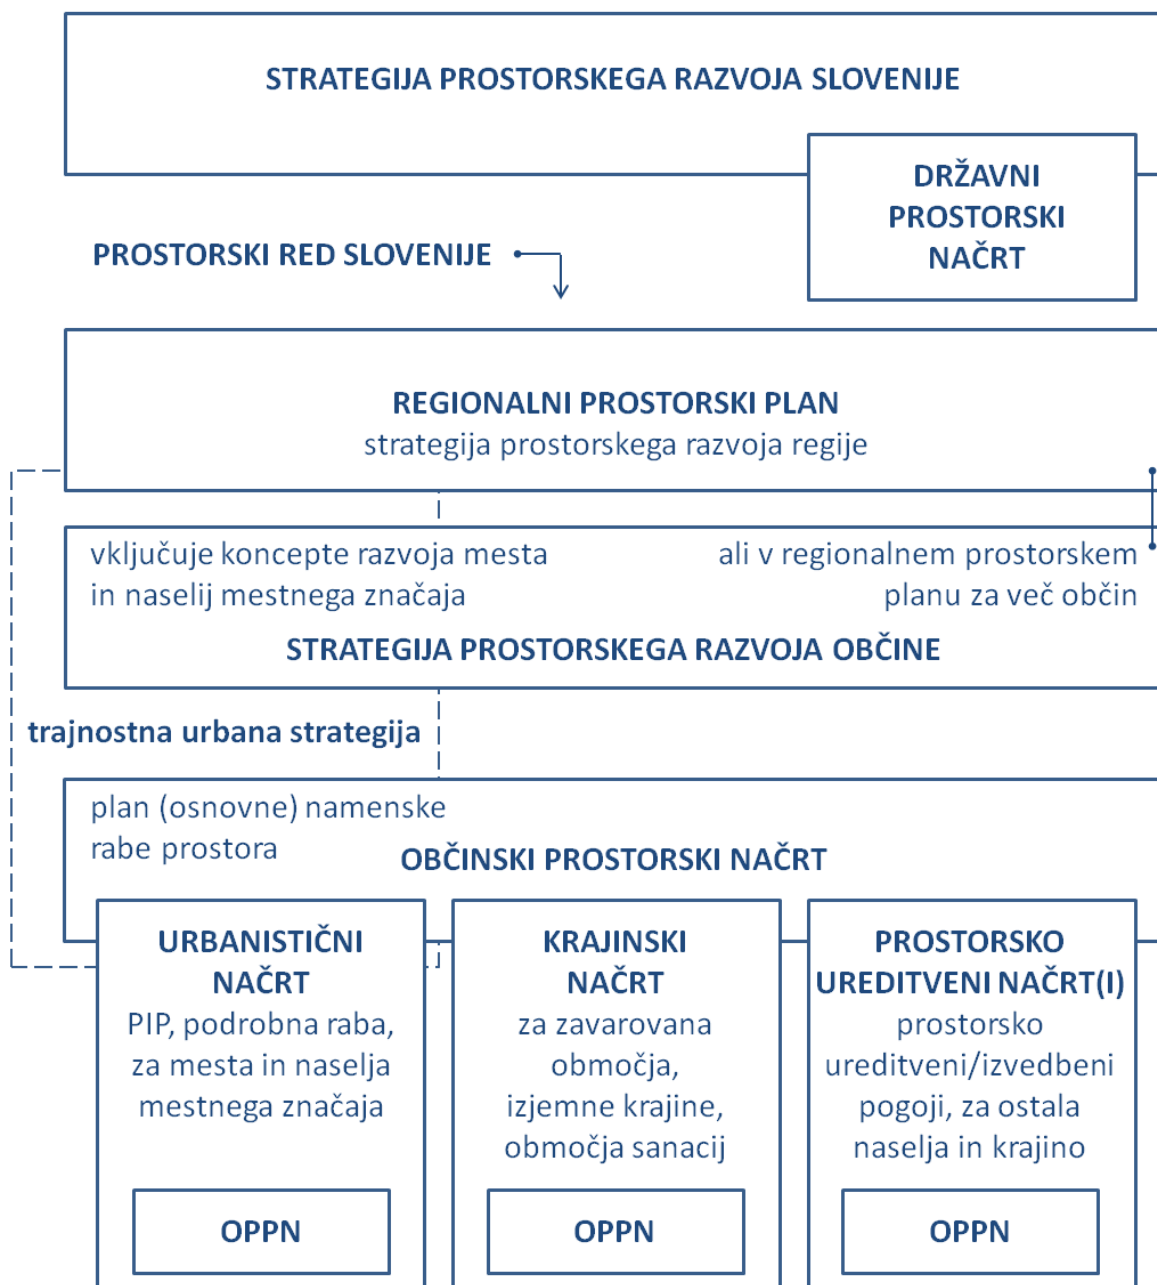 STRATEGIJA PROSTORSKEGA RAZVOJA SLOVENIJE
DRŽAVNI
PROSTORSKI
NAČRT
PROSTORSKI RED SLOVENIJE
REGIONALNI PROSTORSKI PLAN
strategija prostorskega razvoja regije
vključuje koncepte razvoja mesta
in naselij mestnega značaja
ali v regionalnem prostorskem
planu za več občin
STRATEGIJA PROSTORSKEGA RAZVOJA OBČINE
trajnostna urbana strategija
plan (osnovne) namenske
rabe prostora
OBČINSKI PROSTORSKI NAČRT
URBANISTIČNI
NAČRT
PIP, podrobna raba,
za mesta in naselja
mestnega značaja
OPPN
KRAJINSKI
NAČRT
za zavarovana
območja,
izjemne krajine,
območja sanacij
OPPN
PROSTORSKO
UREDITVENI NAČRT(I)
prostorsko
ureditveni/izvedbeni
pogoji, za ostala
naselja in krajino
OPPN